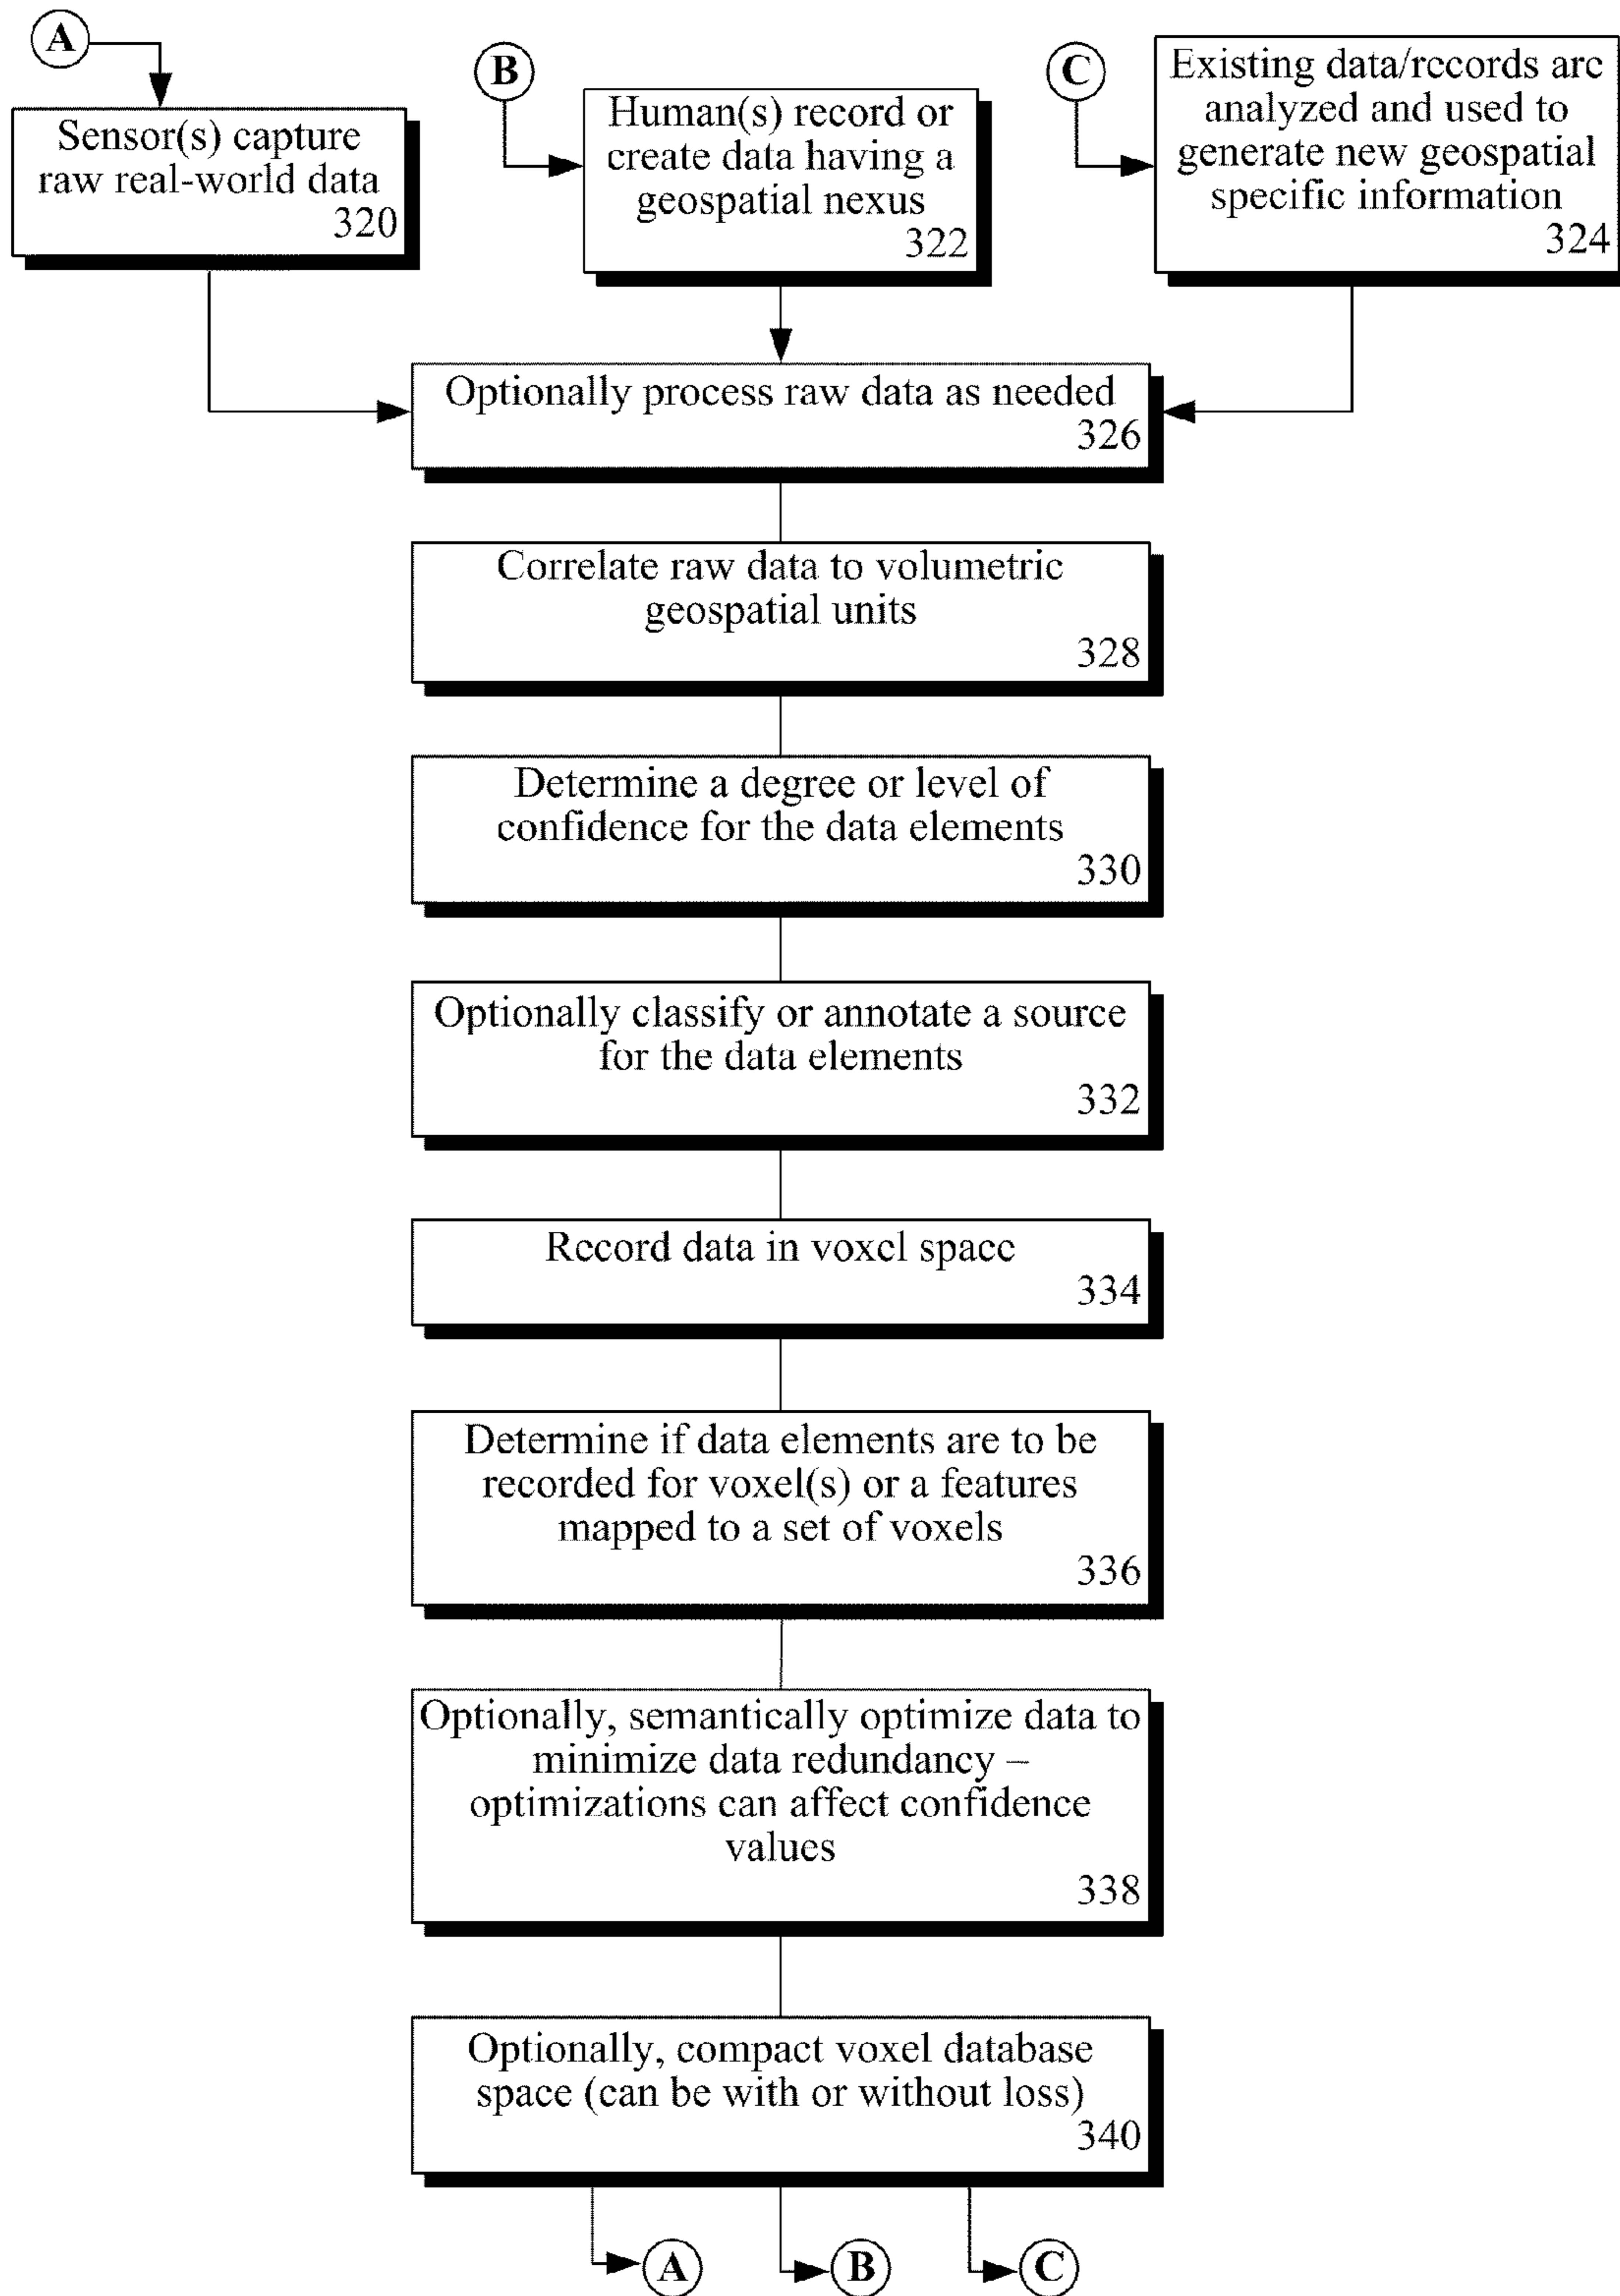 A
B
C
Sensor(s) capture
raw real-world data
320
Human(s) record or
create data having a
geospatial nexus
322
Existing data/records are
analyzed and used to
generate new geospatial
specific information
324
Optionally process raw data as needed
326
Correlate raw data to volumetric
geospatial units
328
Determine a degree or level of
confidence for the data elements
330
Optionally classify or annotate a source
for the data elements
332
Record data in voxel space
334
Determine if data elements are to be
recorded for voxel(s) or a features
mapped to a set of voxels
336
Optionally, semantically optimize data to
minimize data redundancy –
optimizations can affect confidence
values
338
Optionally, compact voxel database
space (can be with or without loss)
340
A
B
C